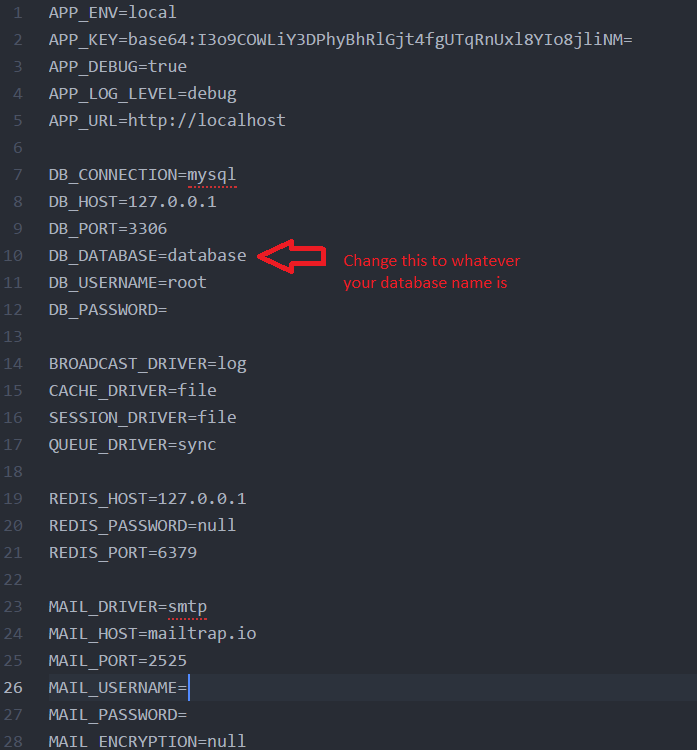 1 APP_ENV=local
2 APP_KEY=base64:I3o9COWLiY3DPhyBhRlGjt4fgUTqRnUxl8YIo8jliNM=
3 APP_DEBUG=true
4 APP_LOG_LEVEL=debug
5 APP_URL=http://localhost
6
7 DB_CONNECTION=mysql
8 DB_HOST=127.0.0.1
9 DB_PORT=3306
10 DB_DATABASE=database
Change this to whatever
your database name is
11 DB_USERNAME=root
12 DB_PASSWORD=
13
14 BROADCAST_DRIVER=log
15 CACHE_DRIVER=file
16 SESSION_DRIVER=file
17 QUEUE_DRIVER=sync
18
19 REDIS_HOST=127.0.0.1
20 REDIS_PASSWORD=null
21 REDIS_PORT=6379
22
23 MAIL_DRIVER=smtp
24 MAIL_HOST=mailtrap.io
25 MAIL_PORT=2525
26 MAIL_USERNAME=
27 MAIL_PASSWORD=
28 MAIL_ENCRYPTION=null